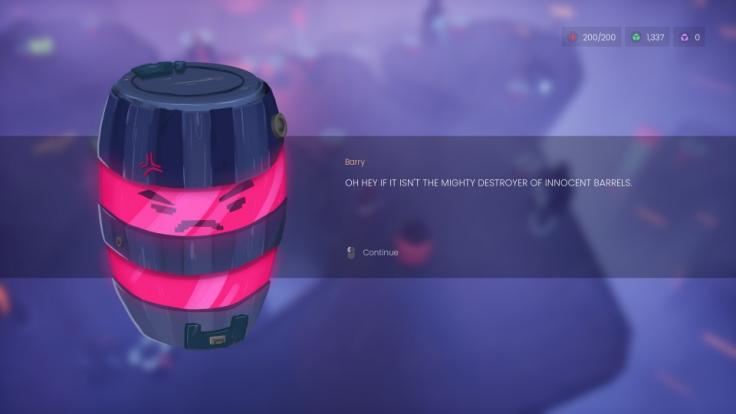 200/200 1,337 0
Barry
OH HEY IF IT ISN'T THE MIGHTY DESTROYER OF INNOCENT BARRELS.
Continue